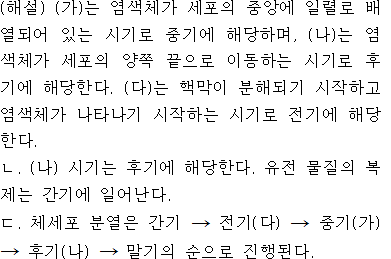 (해설) (가)는 염색체가 세포의 중앙에 일렬로 배
열되어 있는 시기로 중기에 해당하며, (나)는 염
색체가 세포의 양쪽 끝으로 이동하는 시기로 후
기에 해당한다. (다)는 핵막이 분해되기 시작하고
염색체가 나타나기 시작하는 시기로 전기에 해당
한다.
ㄴ. (나) 시기는 후기에 해당한다. 유전 물질의 복
제는 간기에 일어난다.
ㄷ. 체세포 분열은 간기 → 전기(다) → 중기(가)
→ 후기(나) → 말기의 순으로 진행된다.